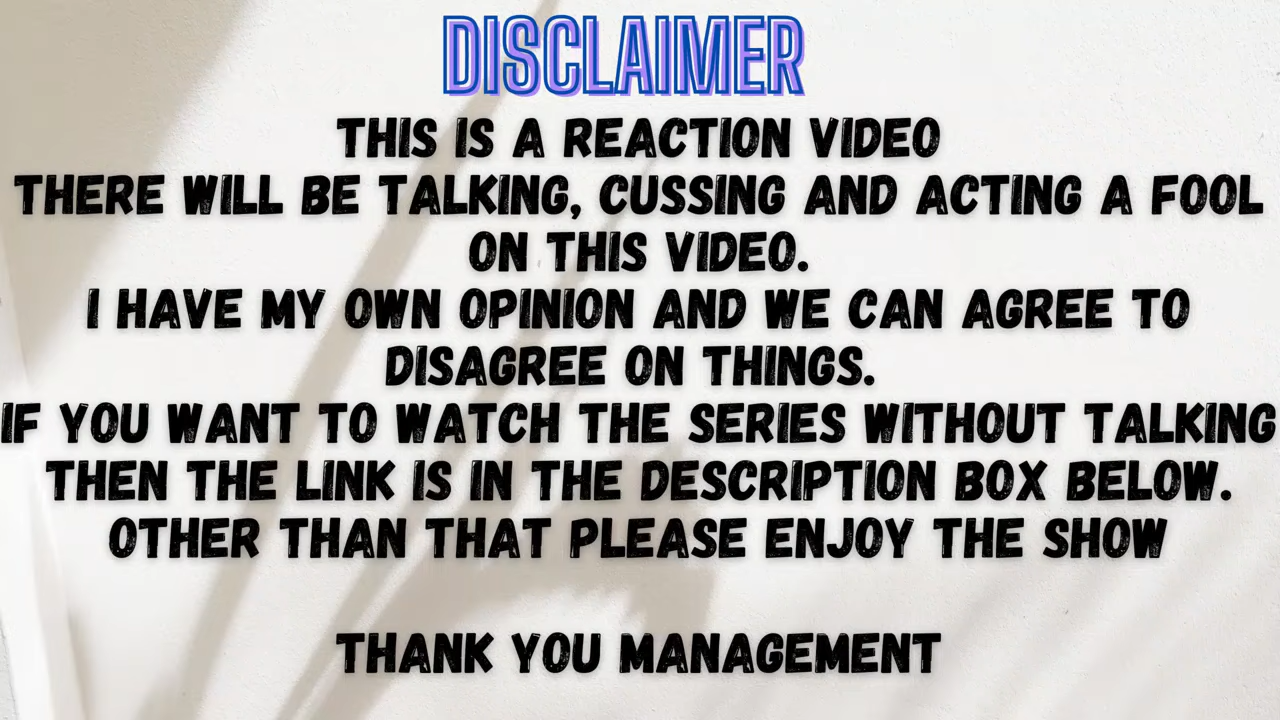 DISCLAIMER
THIS IS A REACTION VIDEO
THERE WILL BE TALKING, CUSSING AND ACTING A FOOL
ON THIS VIDEO.
I HAVE MY OWN OPINION AND WE CAN AGREE TO
DISAGREE ON THINGS.
IF YOU WANT TO WATCH THE SERIES WITHOUT TALKING
THEN THE LINK IS IN THE DESCRIPTION BOX BELOW.
OTHER THAN THAT PLEASE ENJOY THE SHOW
THANK YOU MANAGEMENT